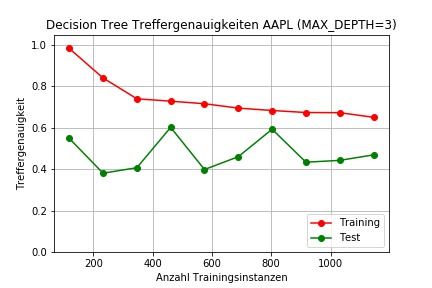 Decision Tree Treffergenauigkeiten AAPL (MAX_DEPTH=3)
1.0
0.8
0.6
0.4
0.2
0.0
Treffergenauigkeit
200
400
600
800
1000
Anzahl Trainingsinstanzen
Training
Test